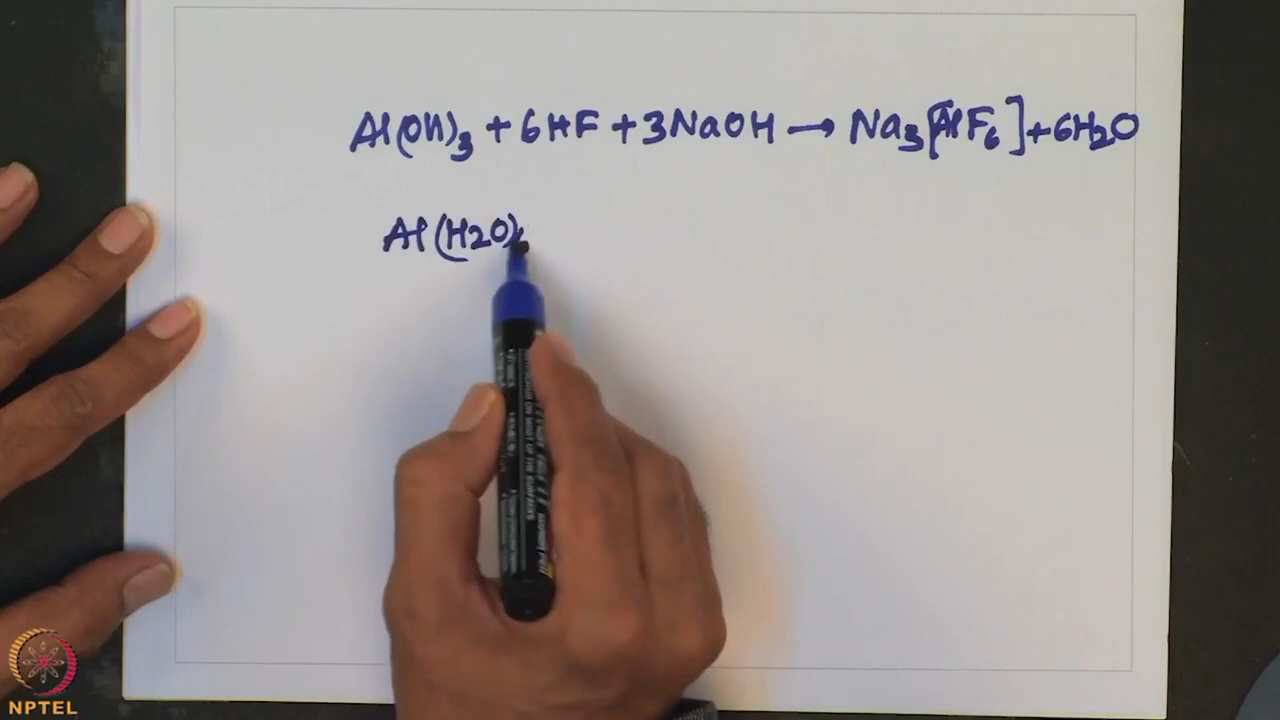 Al(OH)₃ + 6HF + 3NaOH → Na₃[AlF₆] + 6H₂O
Al(H₂O)
NPTEL